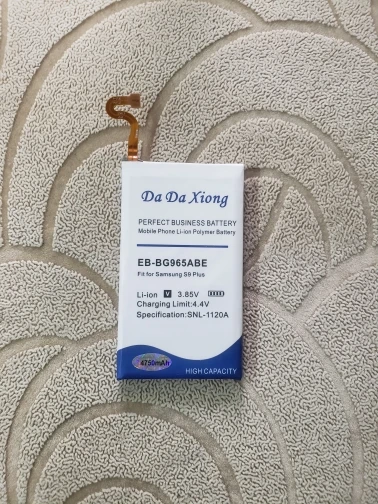 Da Da Xiong
PERFECT BUSINESS BATTERY
Mobile Phone Li-ion Polymer Battery
EB-BG965ABE
Fit for Samsung S9 Plus
Li-ion V 3.85V
Charging Limit:4.4V
Specification:SNL-1120A
4750mAh
HIGH CAPACITY